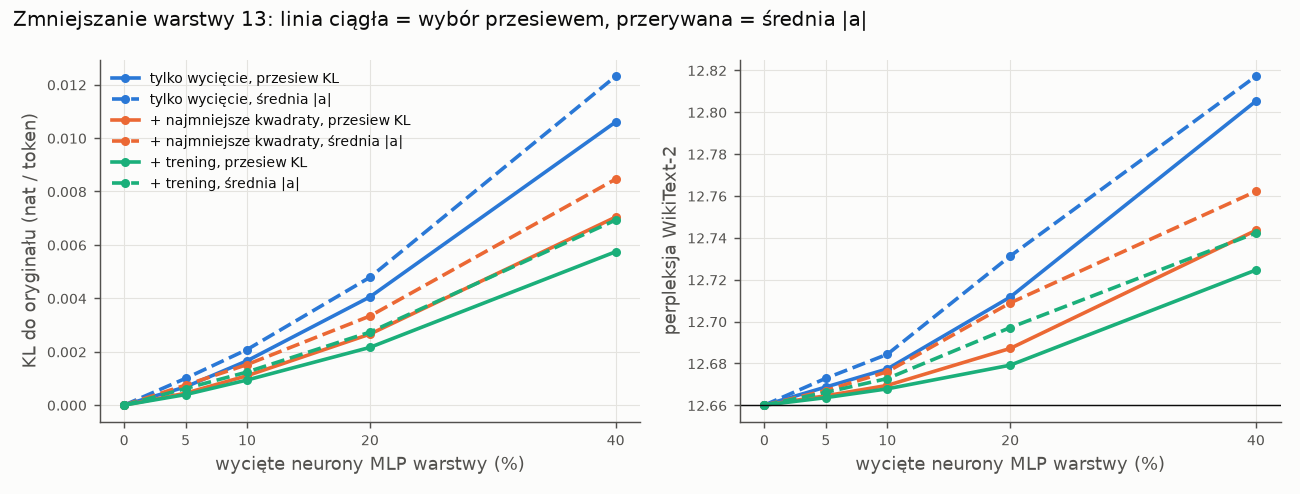 Zmniejszanie warstwy 13: linia ciągła = wybór przesiewem, przerywana = średnia |a|
KL do oryginału (nat / token)
0.012
0.010
0.008
0.006
0.004
0.002
0.000
tylko wycięcie, przesiew KL
tylko wycięcie, średnia |a|
+ najmniejsze kwadraty, przesiew KL
+ najmniejsze kwadraty, średnia |a|
+ trening, przesiew KL
+ trening, średnia |a|
0 5 10 20 40
wycięte neurony MLP warstwy (%)
perpleksja WikiText-2
12.82
12.80
12.78
12.76
12.74
12.72
12.70
12.68
12.66
0 5 10 20 40
wycięte neurony MLP warstwy (%)